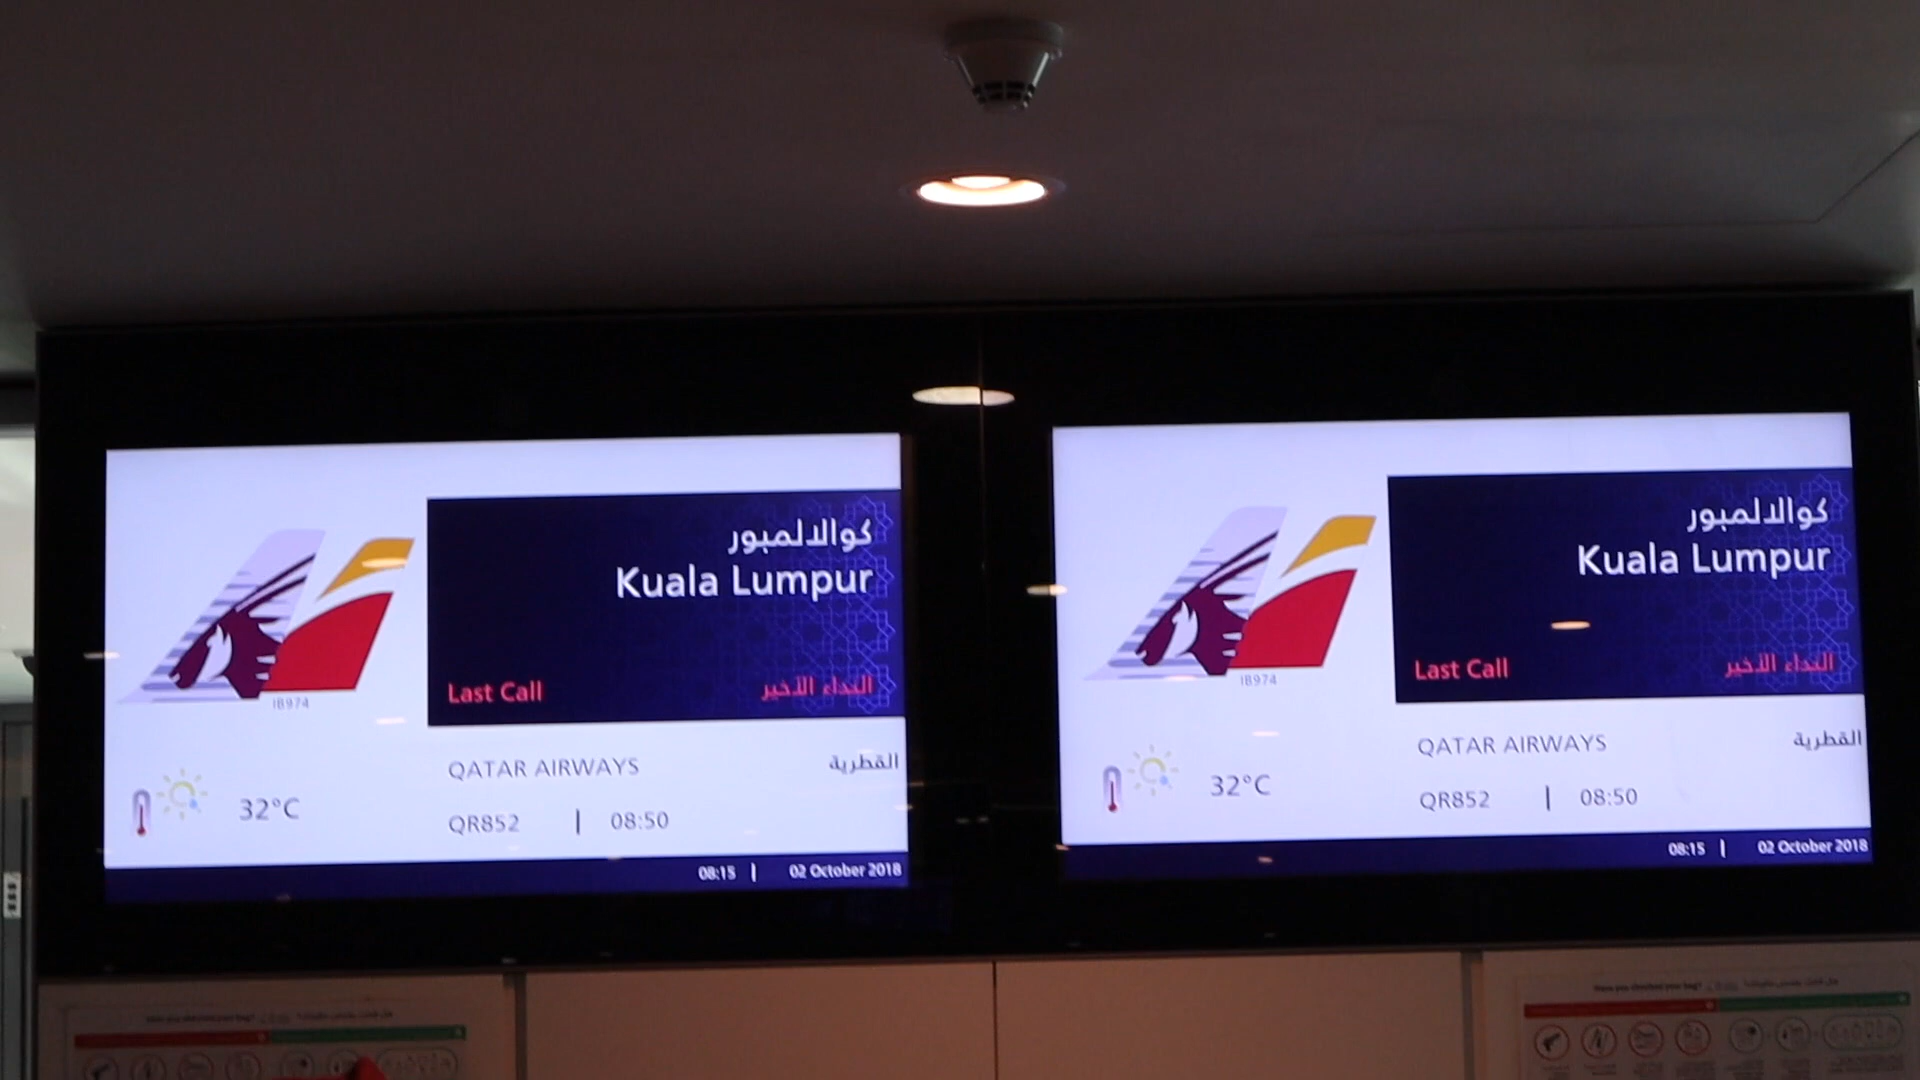 كوالالمبور
Kuala Lumpur
Last Call النداء الأخير
IB974
QATAR AIRWAYS القطرية
32°C
QR852 | 08:50
08:15 | 02 October 2018
كوالالمبور
Kuala Lumpur
Last Call النداء الأخير
IB974
QATAR AIRWAYS القطرية
32°C
QR852 | 08:50
08:15 | 02 October 2018